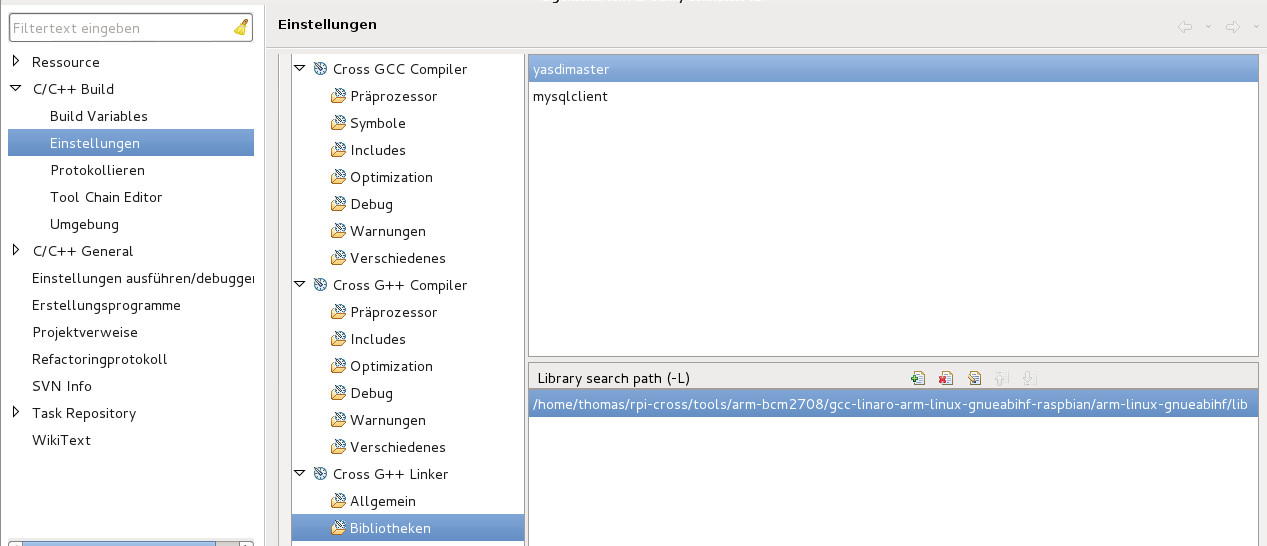 Filtertext eingeben
Ressource
C/C++ Build
Build Variables
Einstellungen
Protokollieren
Tool Chain Editor
Umgebung
C/C++ General
Einstellungen ausführen/debuggen
Erstellungsprogramme
Projektverweise
Refactoringprotokoll
SVN Info
Task Repository
WikiText
Einstellungen
Cross GCC Compiler
Präprozessor
Symbole
Includes
Optimization
Debug
Warnungen
Verschiedenes
Cross G++ Compiler
Präprozessor
Includes
Optimization
Debug
Warnungen
Verschiedenes
Cross G++ Linker
Allgemein
Bibliotheken
yasdimaster
mysqlclient
Library search path (-L)
/home/thomas/rpi-cross/tools/arm-bcm2708/gcc-linaro-arm-linux-gnueabihf-raspbian/arm-linux-gnueabihf/lib